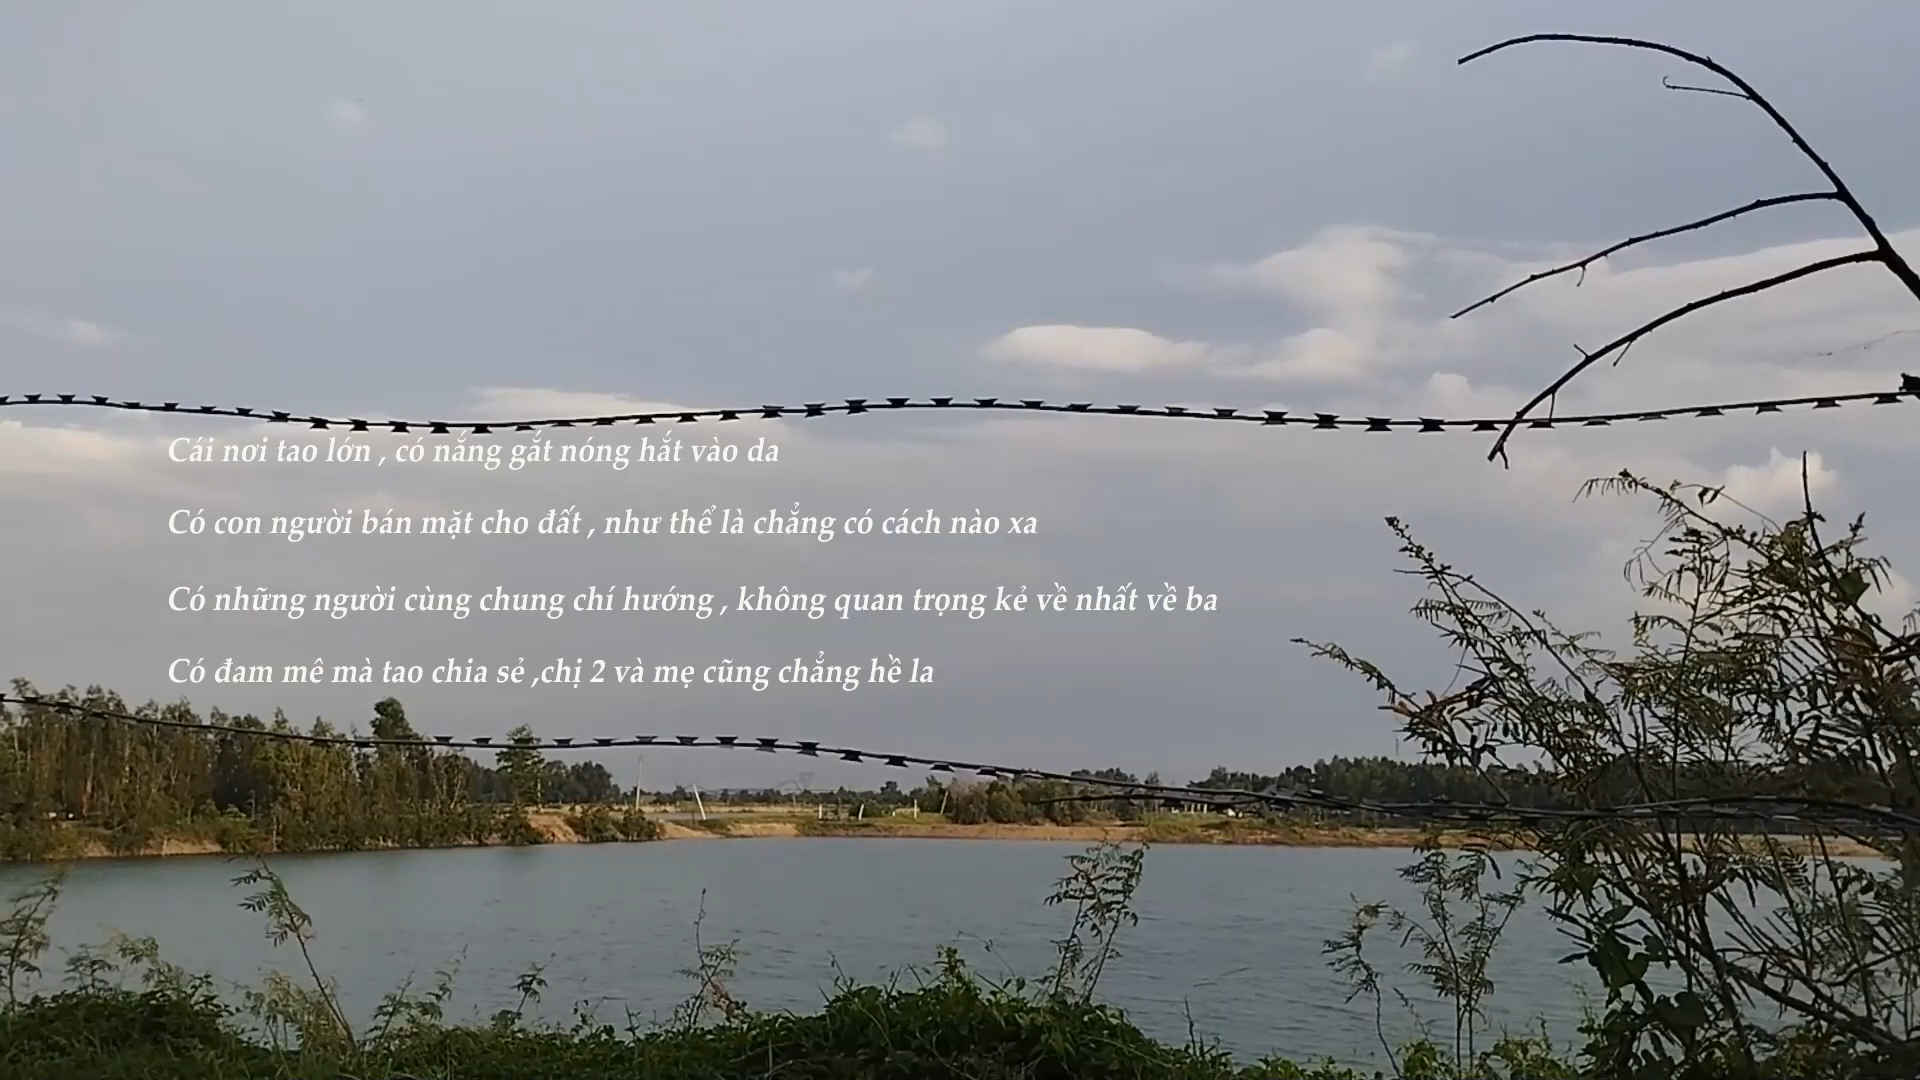 Cái nơi tao lớn , có nắng gắt nóng hắt vào da
Có con người bán mặt cho đất , như thể là chẳng có cách nào xa
Có những người cùng chung chí hướng , không quan trọng kẻ về nhất về ba
Có đam mê mà tao chia sẻ ,chị 2 và mẹ cũng chẳng hề la